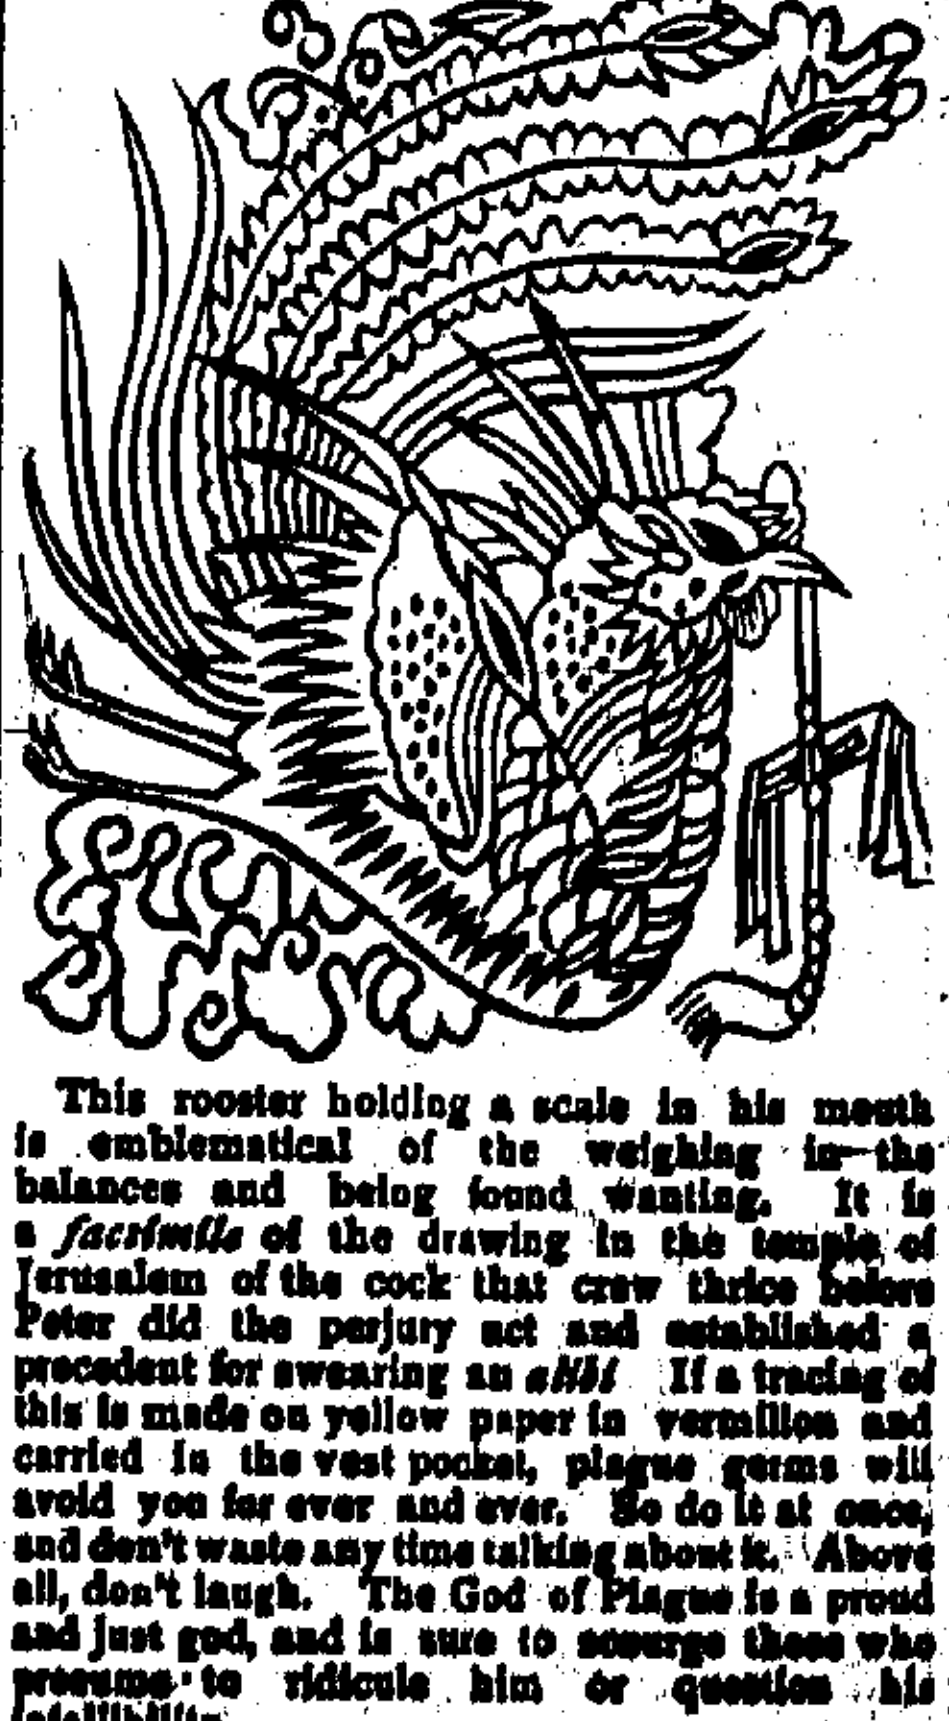 This rooster holding a scale in his mouth
is emblematical of the weighing in the
balances and being found wanting. It is
a facsimile of the drawing in the temple of
Jerusalem of the cock that crew thrice before
Peter did the perjury act and established a
precedent for swearing an alibi If a tracing of
this is made on yellow paper in vermilion and
carried in the vest pocket, plague germs will
avoid you for ever and ever. So do it at once,
and don't waste any time talking about it. Above
all, don't laugh. The God of Plague is a proud
and just god, and is sure to scourge those who
presume to ridicule him or question his